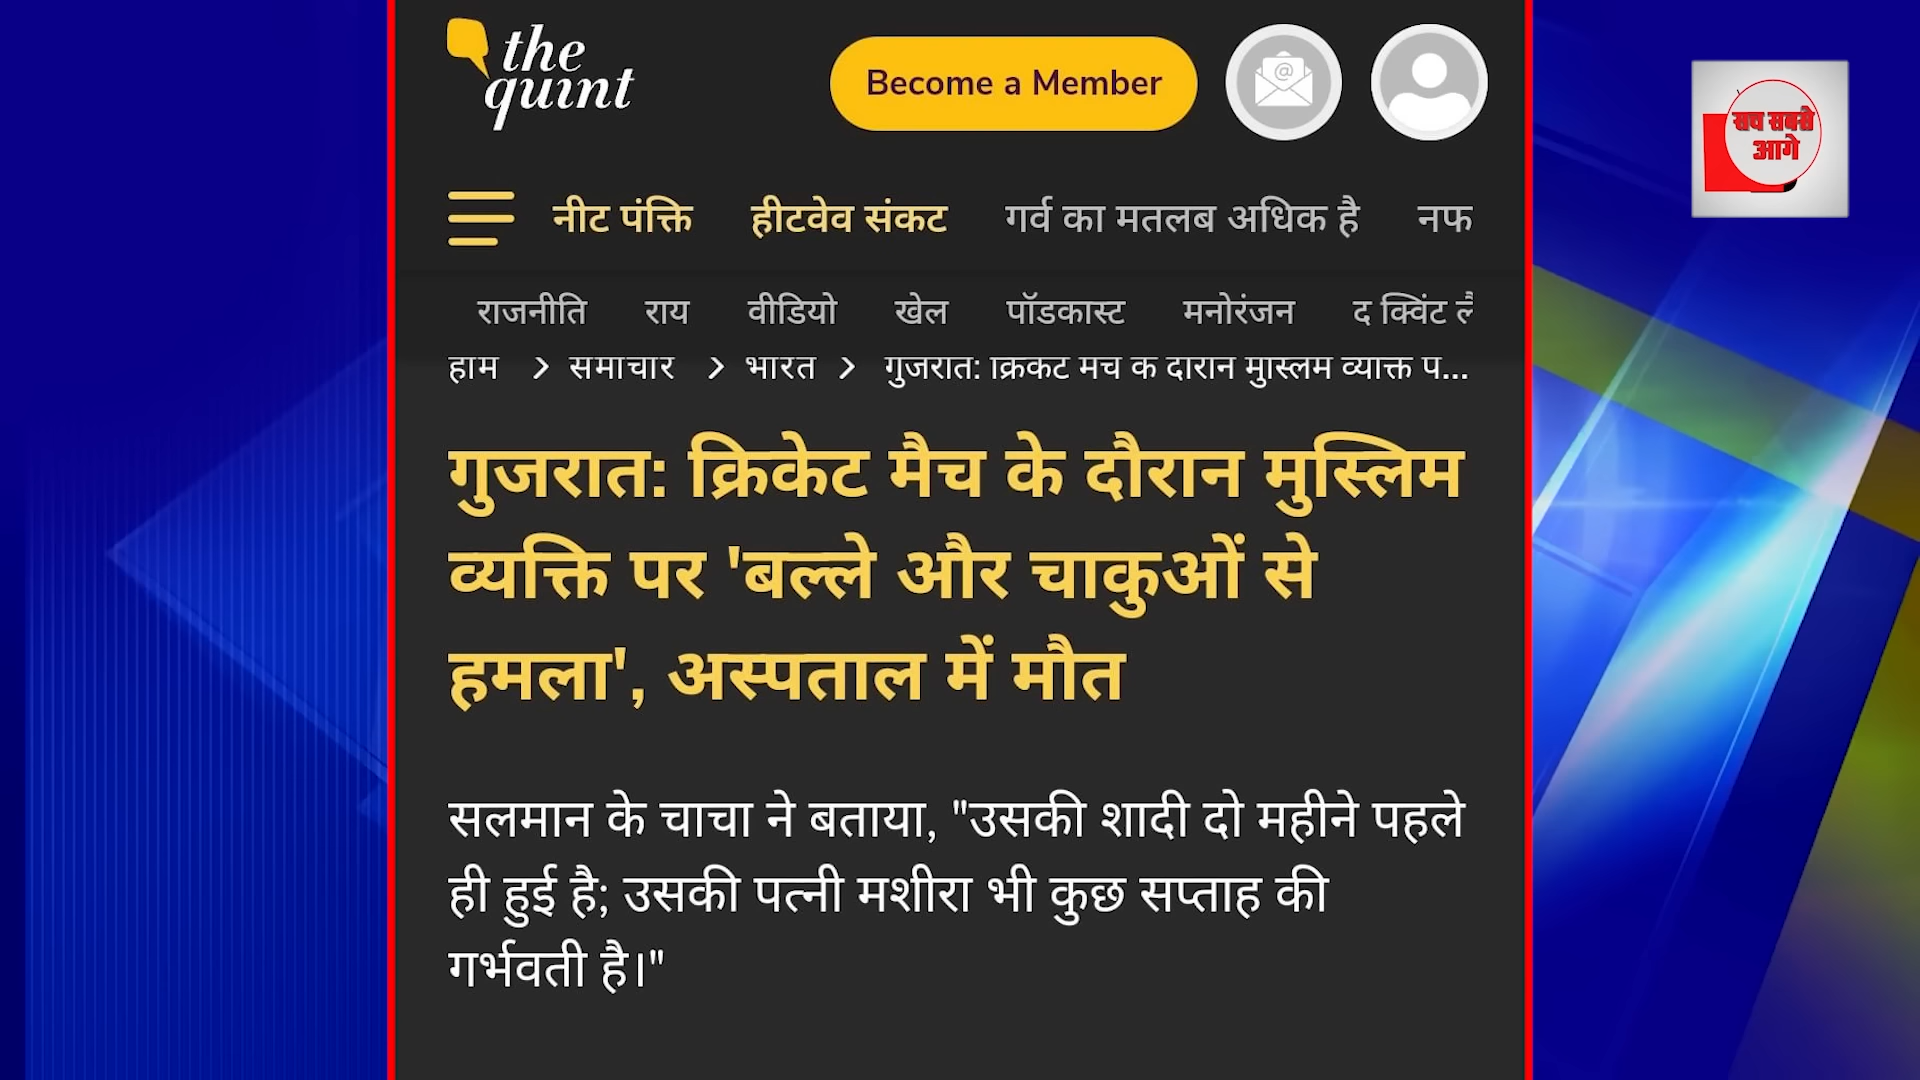 the
quint
Become a Member
सच सबसे
आगे
नीट पंक्ति हीटवेव संकट गर्व का मतलब अधिक है नफ
राजनीति राय वीडियो खेल पॉडकास्ट मनोरंजन द क्विंट लै
होम > समाचार > भारत > गुजरात: क्रिकेट मैच के दौरान मुस्लिम व्यक्ति प...
गुजरात: क्रिकेट मैच के दौरान मुस्लिम
व्यक्ति पर 'बल्ले और चाकुओं से
हमला', अस्पताल में मौत
सलमान के चाचा ने बताया, "उसकी शादी दो महीने पहले
ही हुई है; उसकी पत्नी मशीरा भी कुछ सप्ताह की
गर्भवती है।"